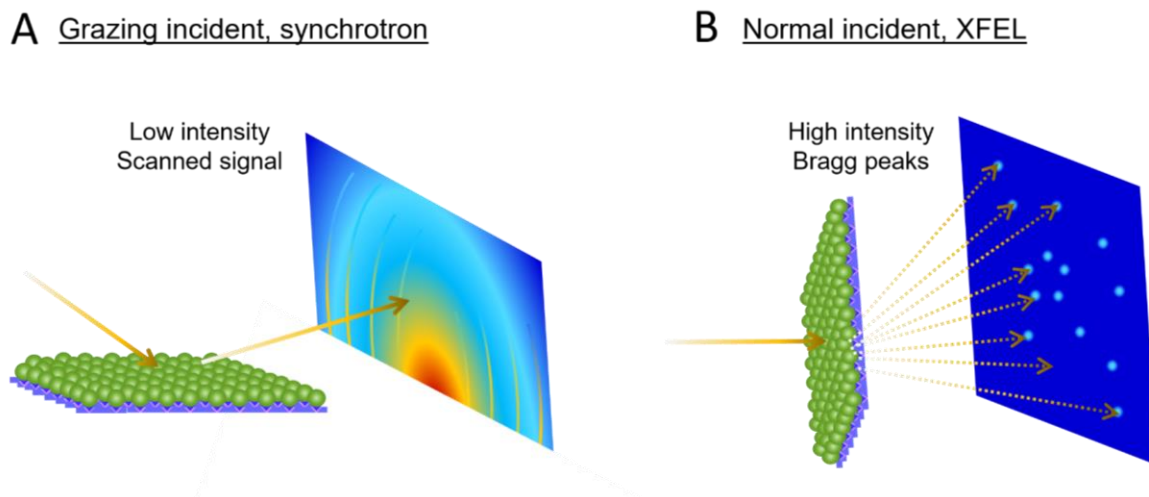 A Grazing incident, synchrotron
Low intensity
Scanned signal
B Normal incident, XFEL
High intensity
Bragg peaks